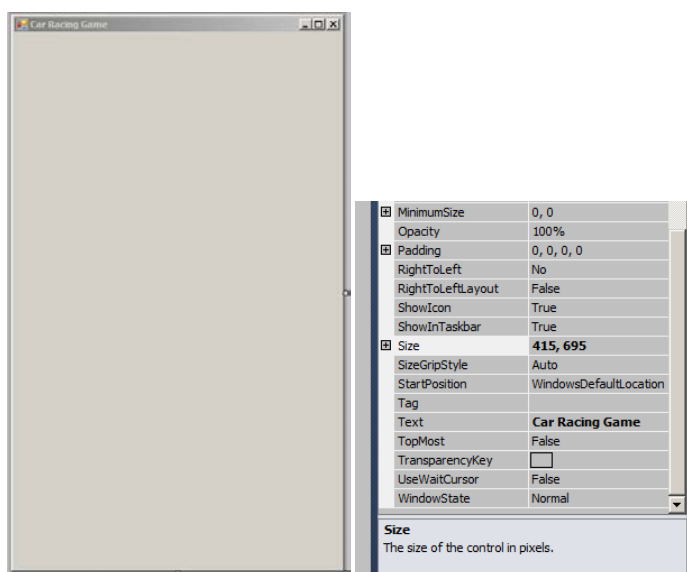 Car Racing Game
MinimumSize 0, 0
Opacity 100%
Padding 0, 0, 0, 0
RightToLeft No
RightToLeftLayout False
ShowIcon True
ShowInTaskbar True
Size 415, 695
SizeGripStyle Auto
StartPosition WindowsDefaultLocation
Tag
Text Car Racing Game
TopMost False
TransparencyKey
UseWaitCursor False
WindowState Normal
Size
The size of the control in pixels.